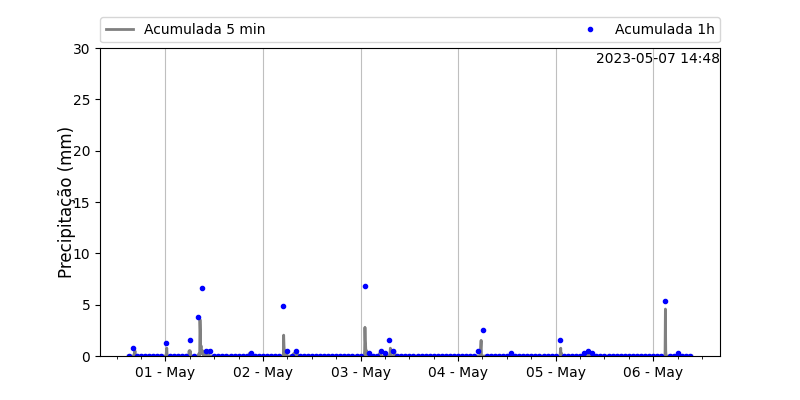 Acumulada 5 min
Acumulada 1h
2023-05-07 14:48
Precipitação (mm)
30
25
20
15
10
5
0
01 - May
02 - May
03 - May
04 - May
05 - May
06 - May